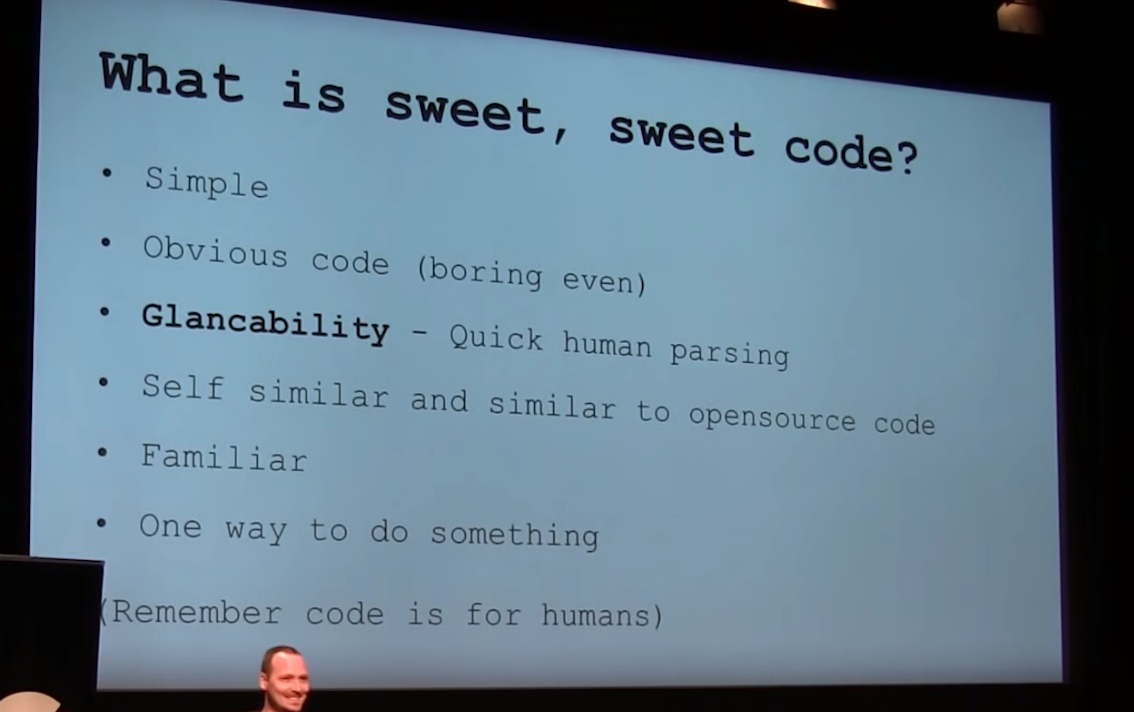 What is sweet, sweet code?
• Simple
• Obvious code (boring even)
• Glancability - Quick human parsing
• Self similar and similar to opensource code
• Familiar
• One way to do something
(Remember code is for humans)